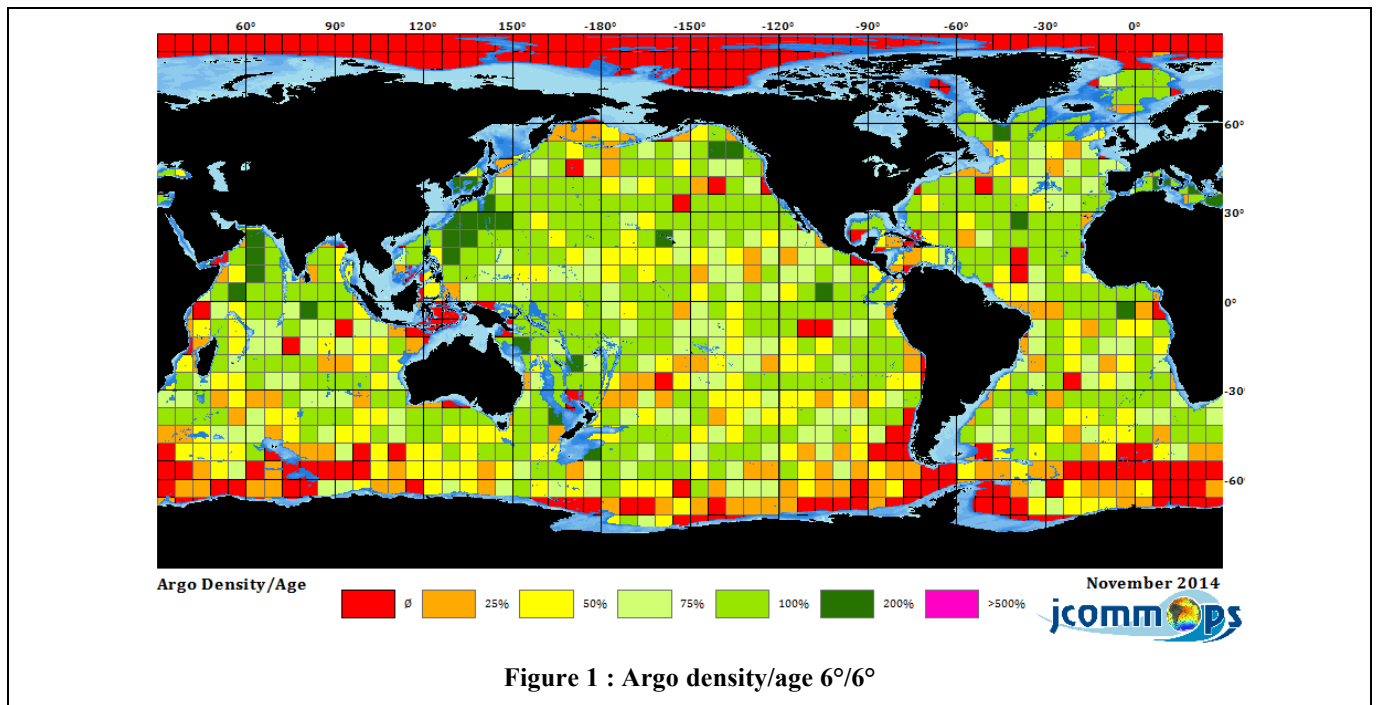 60° 90° 120° 150° -180° -150° -120° -90° -60° -30° 0°
60°
30°
0°
-30°
-60°
Argo Density/Age
November 2014
Ø 25% 50% 75% 100% 200% >500%
jcommops
Figure 1 : Argo density/age 6°/6°